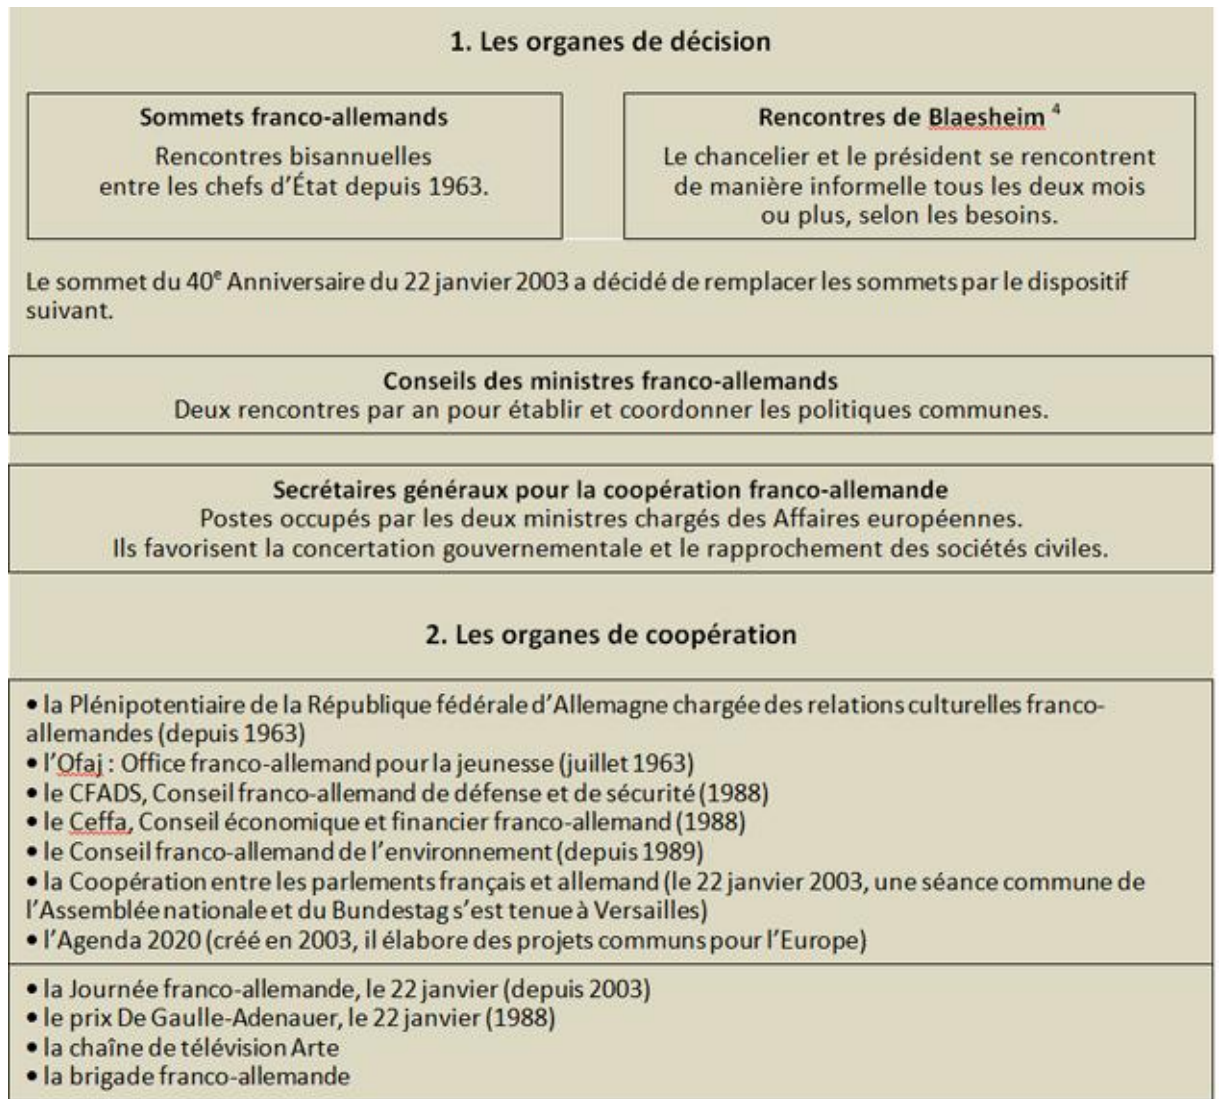 1. Les organes de décision
Sommets franco-allemands
Rencontres bisannuelles
entre les chefs d'État depuis 1963.
Rencontres de Blaesheim ⁴
Le chancelier et le président se rencontrent
de manière informelle tous les deux mois
ou plus, selon les besoins.
Le sommet du 40ᵉ Anniversaire du 22 janvier 2003 a décidé de remplacer les sommets par le dispositif
suivant.
Conseils des ministres franco-allemands
Deux rencontres par an pour établir et coordonner les politiques communes.
Secrétaires généraux pour la coopération franco-allemande
Postes occupés par les deux ministres chargés des Affaires européennes.
Ils favorisent la concertation gouvernementale et le rapprochement des sociétés civiles.
2. Les organes de coopération
• la Plénipotentiaire de la République fédérale d'Allemagne chargée des relations culturelles franco-
allemandes (depuis 1963)
• l'Ofaj : Office franco-allemand pour la jeunesse (juillet 1963)
• le CFADS, Conseil franco-allemand de défense et de sécurité (1988)
• le Ceffa, Conseil économique et financier franco-allemand (1988)
• le Conseil franco-allemand de l'environnement (depuis 1989)
• la Coopération entre les parlements français et allemand (le 22 janvier 2003, une séance commune de
l'Assemblée nationale et du Bundestag s'est tenue à Versailles)
• l'Agenda 2020 (créé en 2003, il élabore des projets communs pour l'Europe)
• la Journée franco-allemande, le 22 janvier (depuis 2003)
• le prix De Gaulle-Adenauer, le 22 janvier (1988)
• la chaîne de télévision Arte
• la brigade franco-allemande